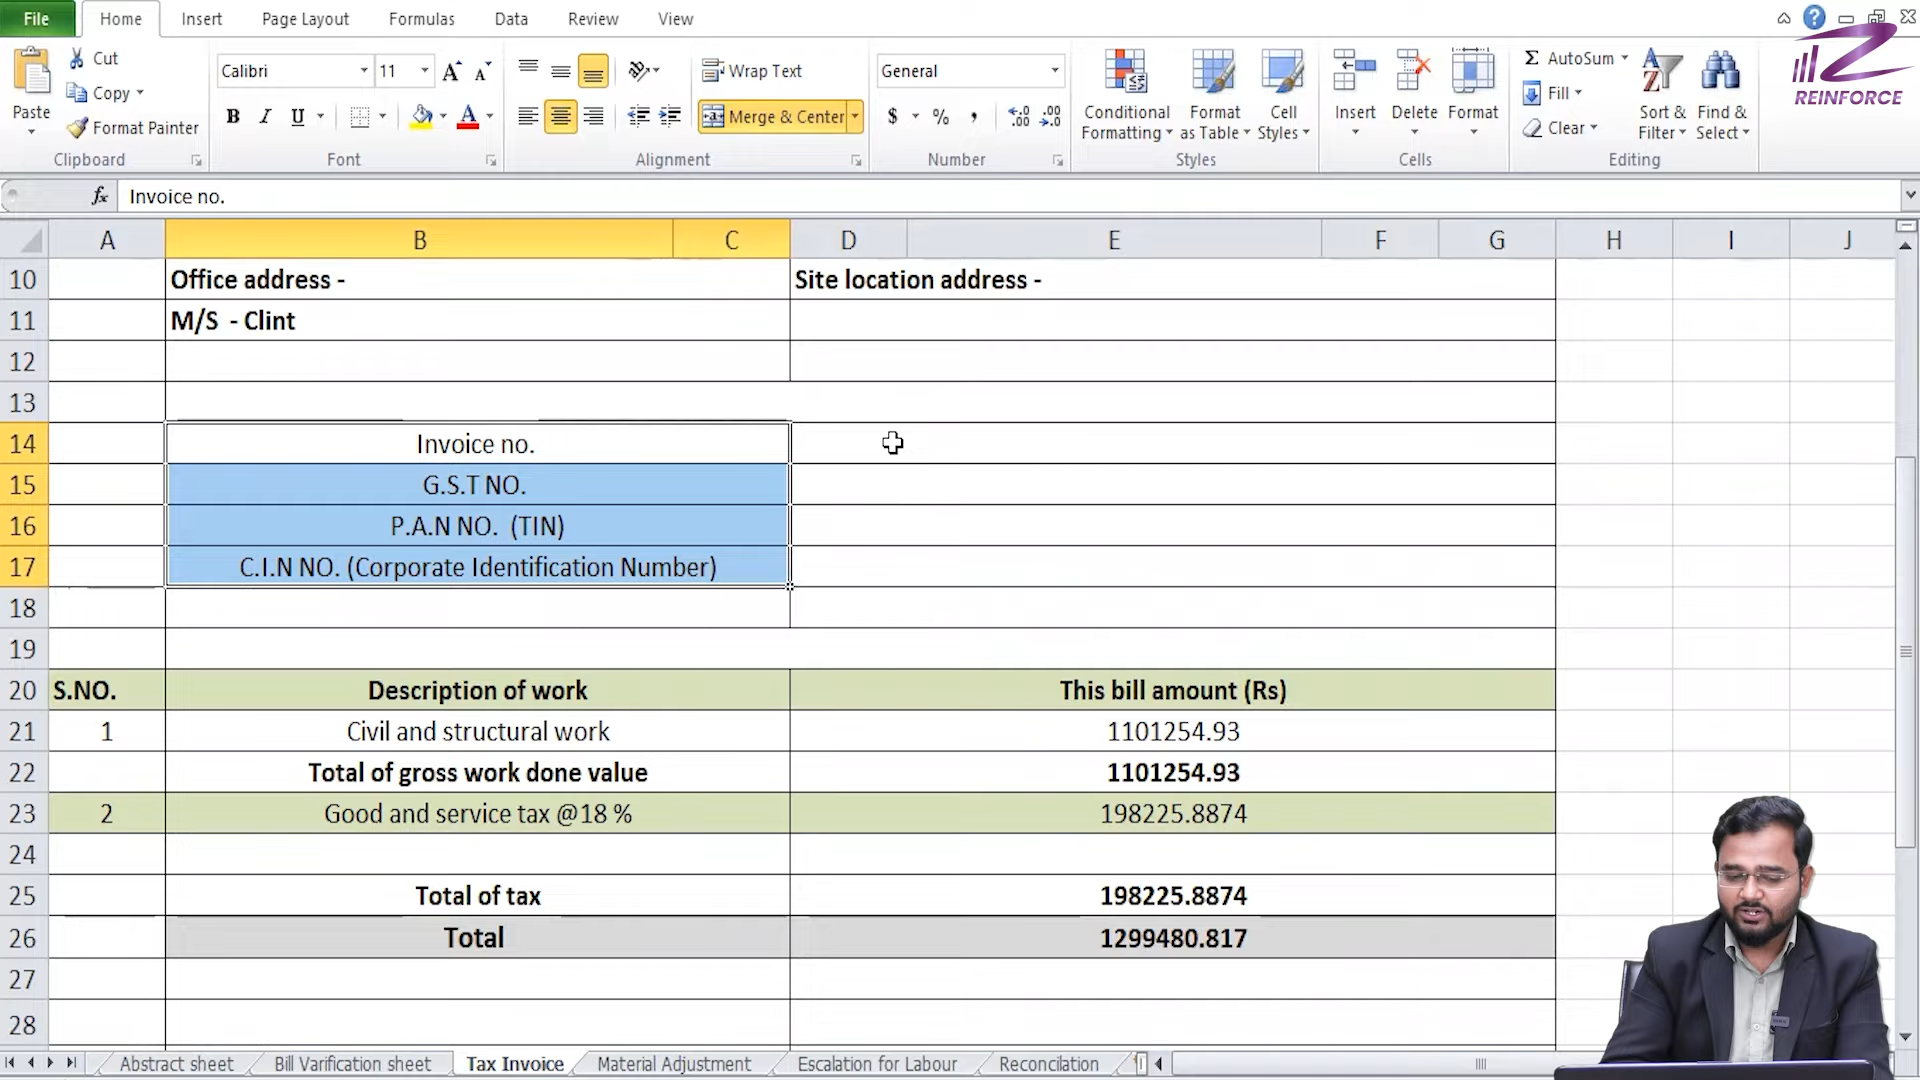 File Home Insert Page Layout Formulas Data Review View
REINFORCE
Paste
Cut
Copy
Format Painter
Clipboard
Calibri 11 A A
B I U A
Font
Wrap Text
Merge & Center
Alignment
General
$ % ,
Number
Conditional Formatting
Format as Table
Cell Styles
Styles
Insert Delete Format
Cells
Σ AutoSum
Fill
Clear
Sort & Filter
Find & Select
Editing
fx Invoice no.
A B C D E F G H I J
10 Office address - Site location address -
11 M/S - Clint
12
13
14 Invoice no.
15 G.S.T NO.
16 P.A.N NO. (TIN)
17 C.I.N NO. (Corporate Identification Number)
18
19
20 S.NO. Description of work This bill amount (Rs)
21 1 Civil and structural work 1101254.93
22 Total of gross work done value 1101254.93
23 2 Good and service tax @18 % 198225.8874
24
25 Total of tax 198225.8874
26 Total 1299480.817
27
28
Abstract sheet Bill Varification sheet Tax Invoice Material Adjustment Escalation for Labour Reconcilation